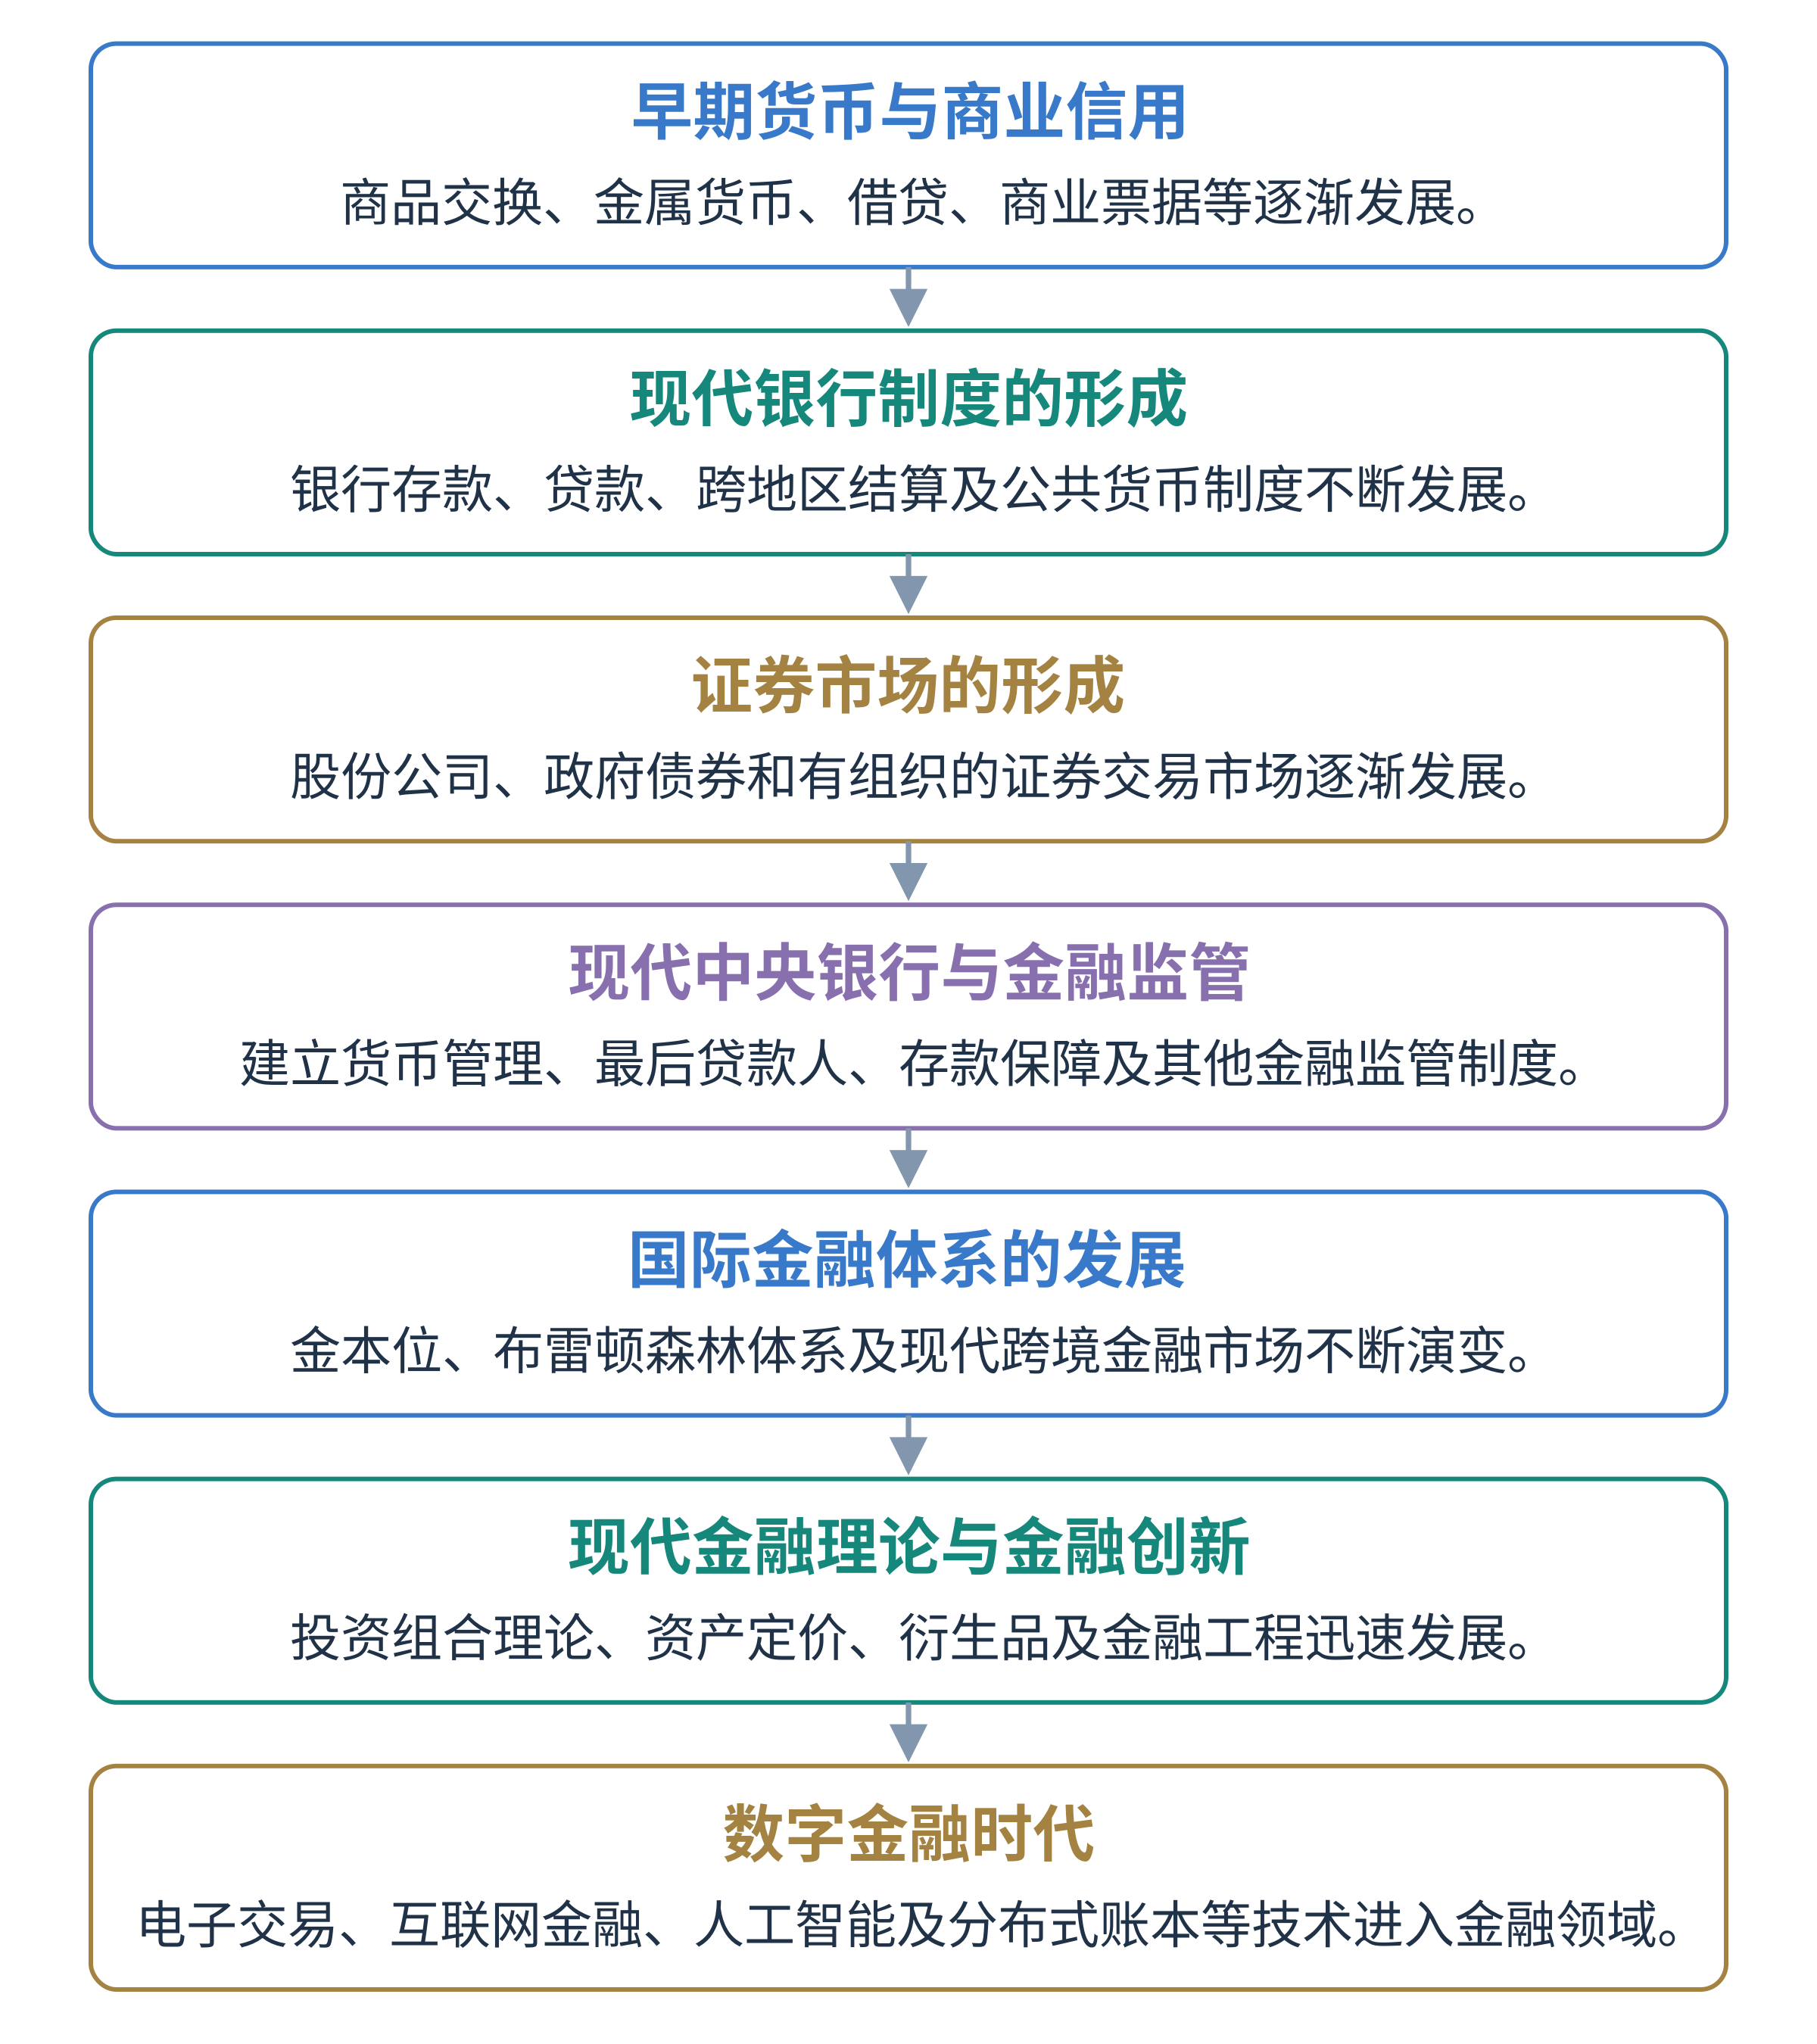 早期货币与商业信用
商品交换、金属货币、借贷、商业票据等逐渐发展。
现代银行制度的形成
银行存款、贷款、跨地区结算及公共货币制度不断发展。
证券市场的形成
股份公司、政府债券和有组织的证券交易市场逐渐发展。
现代中央银行与金融监管
建立货币管理、最后贷款人、存款保障及其他金融监管制度。
国际金融体系的发展
金本位、布雷顿森林体系及现代跨境金融市场不断演变。
现代金融理论与金融创新
投资组合理论、资产定价、衍生品及金融工程迅速发展。
数字金融时代
电子交易、互联网金融、人工智能及分布式账本等技术进入金融领域。